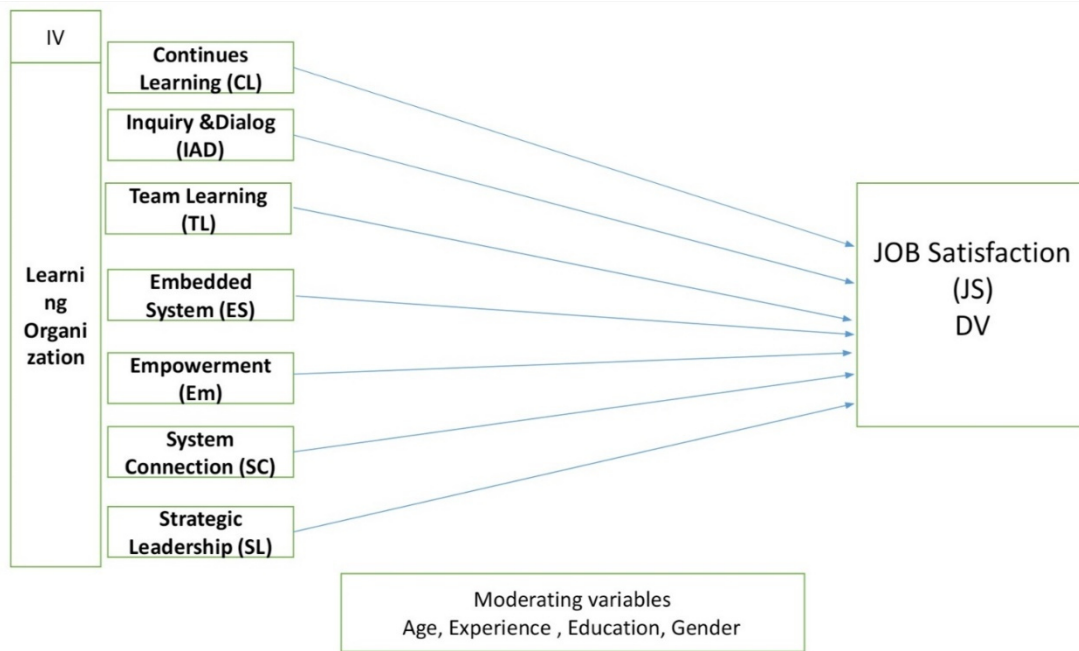 IV
Learni
ng
Organi
zation
Continues
Learning (CL)
Inquiry &Dialog
(IAD)
Team Learning
(TL)
Embedded
System (ES)
Empowerment
(Em)
System
Connection (SC)
Strategic
Leadership (SL)
JOB Satisfaction
(JS)
DV
Moderating variables
Age, Experience , Education, Gender